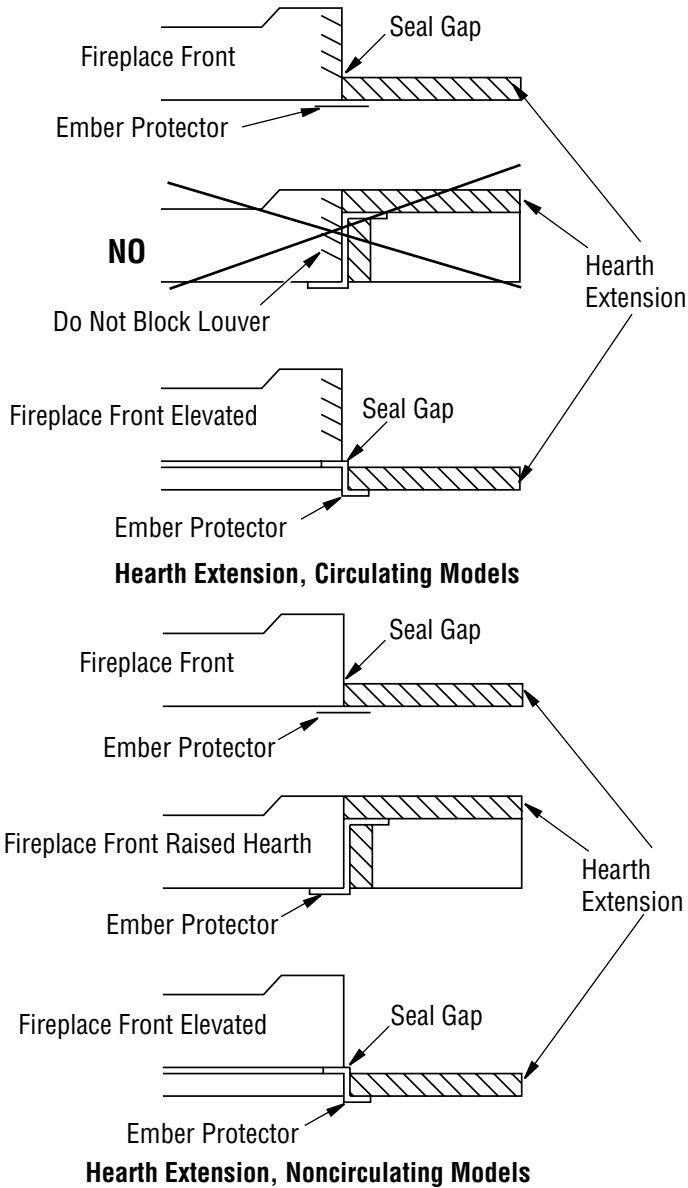 Seal Gap
Fireplace Front
Ember Protector
NO
Hearth
Extension
Do Not Block Louver
Fireplace Front Elevated
Seal Gap
Ember Protector
Hearth Extension, Circulating Models
Seal Gap
Fireplace Front
Ember Protector
Fireplace Front Raised Hearth
Hearth
Extension
Ember Protector
Seal Gap
Fireplace Front Elevated
Ember Protector
Hearth Extension, Noncirculating Models